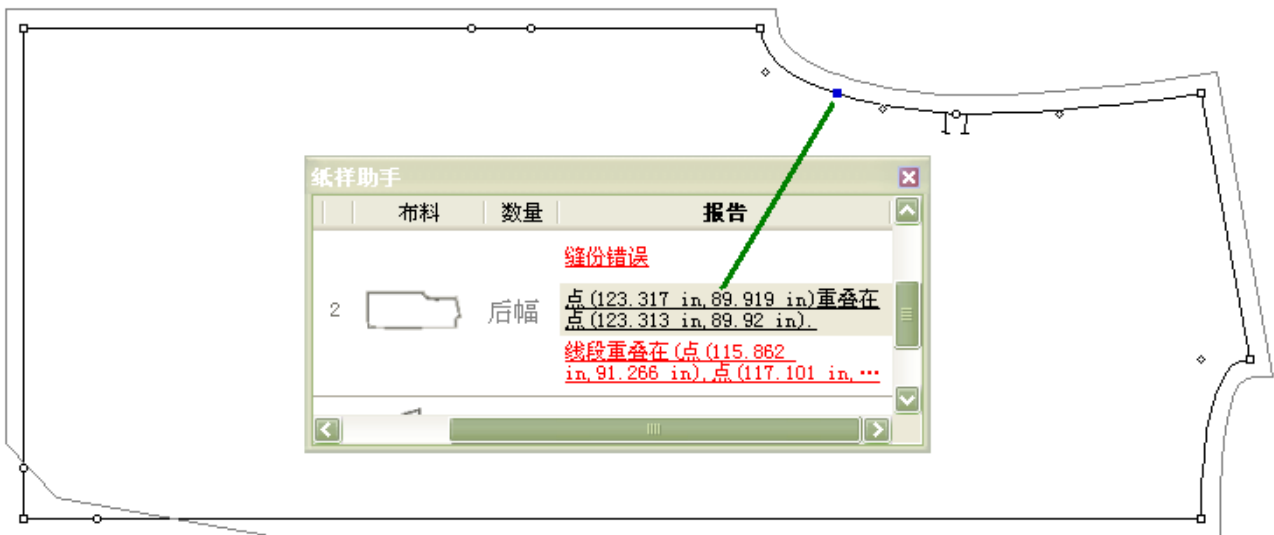 纸样助手
布料 数量 报告
缝份错误
2 后幅
点(123.317 in,89.919 in)重叠在
点(123.313 in,89.92 in).
线段重叠在(点(115.862
in,91.266 in),点(117.101 in,…